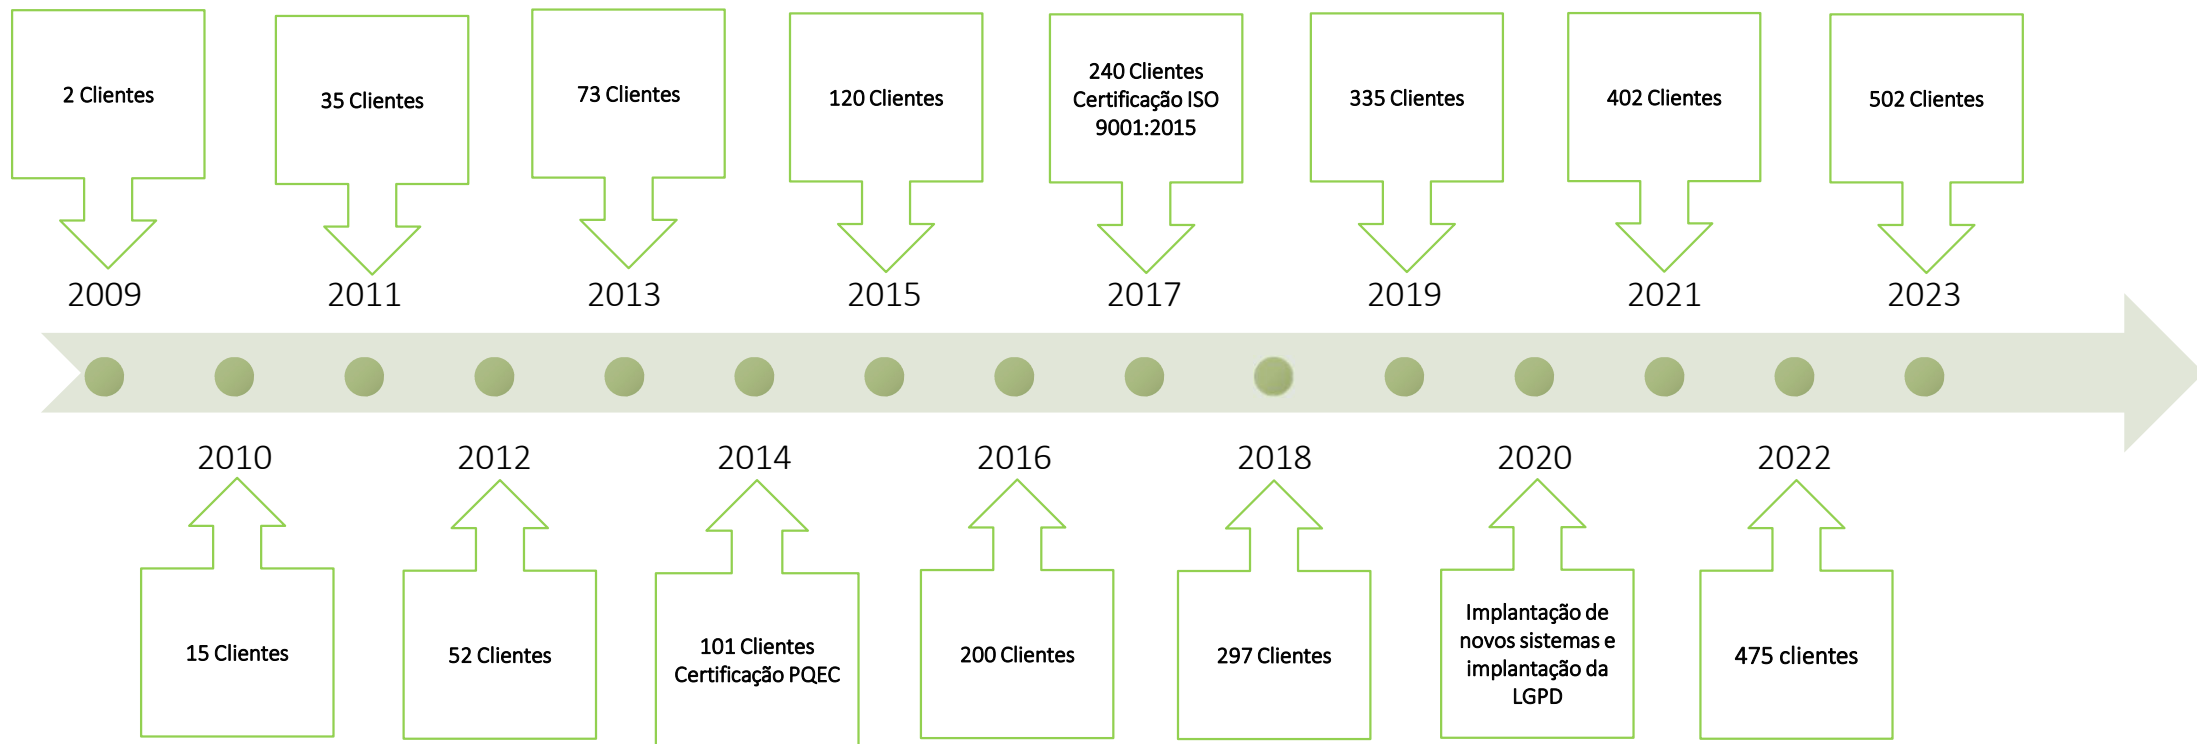 2 Clientes
35 Clientes
73 Clientes
120 Clientes
240 Clientes
Certificação ISO
9001:2015
335 Clientes
402 Clientes
502 Clientes
2009
2011
2013
2015
2017
2019
2021
2023
2010
2012
2014
2016
2018
2020
2022
15 Clientes
52 Clientes
101 Clientes
Certificação PQEC
200 Clientes
297 Clientes
Implantação de
novos sistemas e
implantação da
LGPD
475 clientes